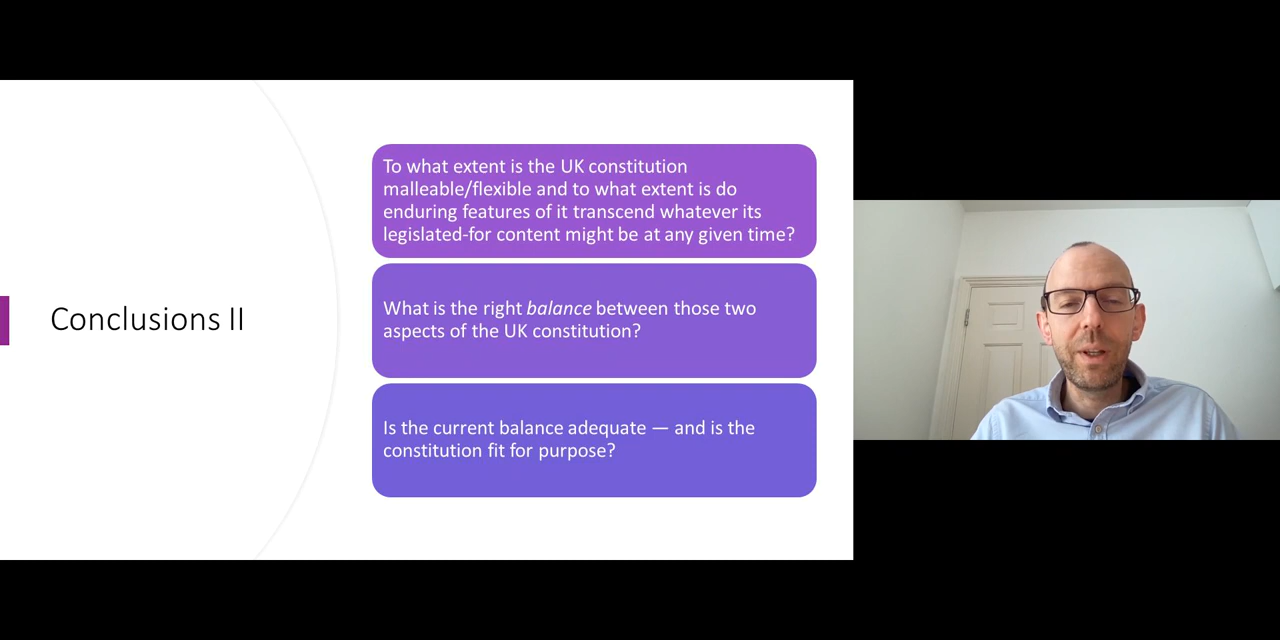 Conclusions II
To what extent is the UK constitution
malleable/flexible and to what extent is do
enduring features of it transcend whatever its
legislated-for content might be at any given time?
What is the right balance between those two
aspects of the UK constitution?
Is the current balance adequate — and is the
constitution fit for purpose?